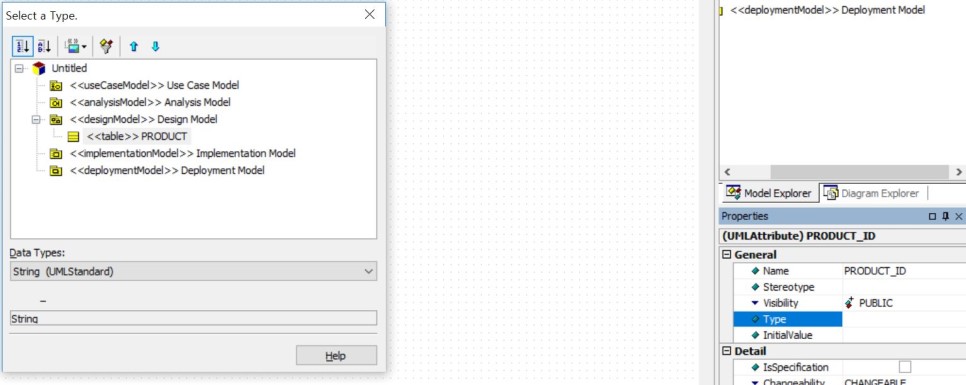 Select a Type.
Untitled
<<useCaseModel>> Use Case Model
<<analysisModel>> Analysis Model
<<designModel>> Design Model
<<table>> PRODUCT
<<implementationModel>> Implementation Model
<<deploymentModel>> Deployment Model
Data Types:
String (UMLStandard)
String
Help
<<deploymentModel>> Deployment Model
Model Explorer
Diagram Explorer
Properties
(UMLAttribute) PRODUCT_ID
General
Name PRODUCT_ID
Stereotype
Visibility PUBLIC
Type
InitialValue
Detail
IsSpecification
Changeability CHANGEABLE